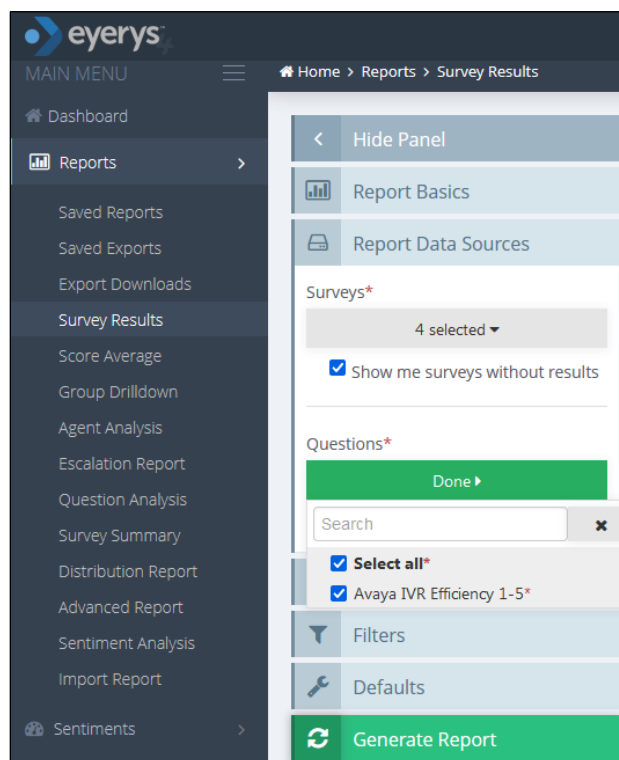 eyerys
MAIN MENU
Home > Reports > Survey Results
Dashboard
Reports
Saved Reports
Saved Exports
Export Downloads
Survey Results
Score Average
Group Drilldown
Agent Analysis
Escalation Report
Question Analysis
Survey Summary
Distribution Report
Advanced Report
Sentiment Analysis
Import Report
Sentiments
Hide Panel
Report Basics
Report Data Sources
Surveys*
4 selected
Show me surveys without results
Questions*
Done
Search
Select all*
Avaya IVR Efficiency 1-5*
Filters
Defaults
Generate Report